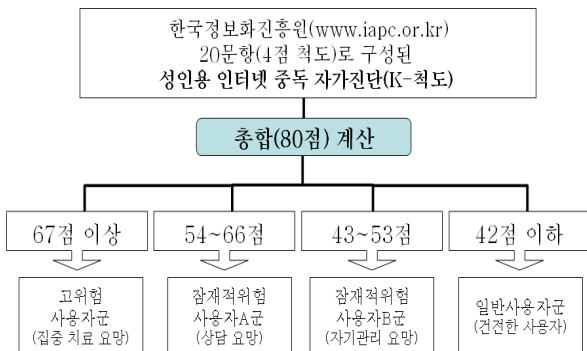 한국정보화진흥원(www.iapc.or.kr)
20문항(4점 척도)로 구성된
성인용 인터넷 중독 자가진단(K-척도)
총합(80점) 계산
67점 이상
54~66점
43~53점
42점 이하
고위험
사용자군
(집중 치료 요망)
잠재적위험
사용자A군
(상담 요망)
잠재적위험
사용자B군
(자기관리 요망)
일반사용자군
(건전한 사용자)